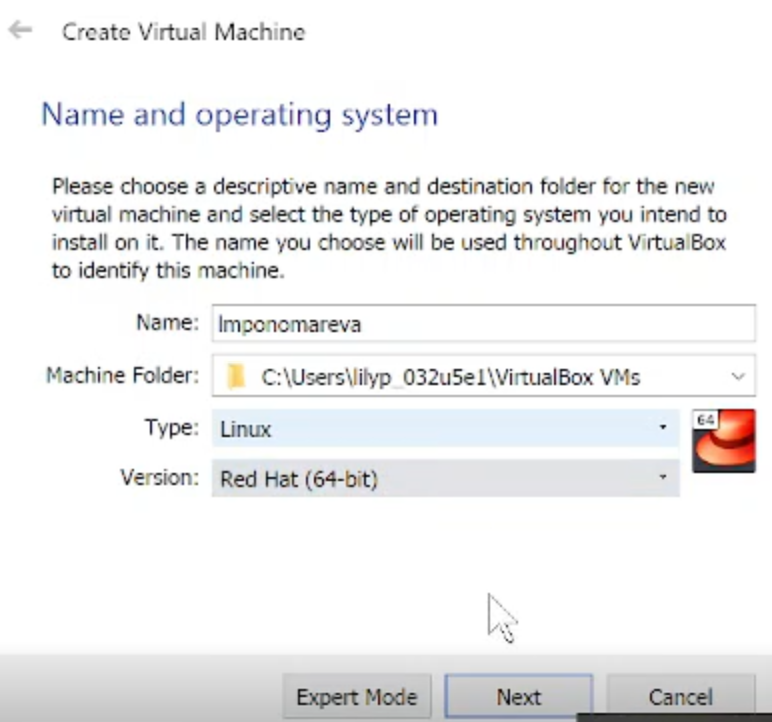 Create Virtual Machine
Name and operating system
Please choose a descriptive name and destination folder for the new
virtual machine and select the type of operating system you intend to
install on it. The name you choose will be used throughout VirtualBox
to identify this machine.
Name: lmponomareva
Machine Folder: C:\Users\lilyp_032u5e1\VirtualBox VMs
Type: Linux
64
Version: Red Hat (64-bit)
Expert Mode Next Cancel